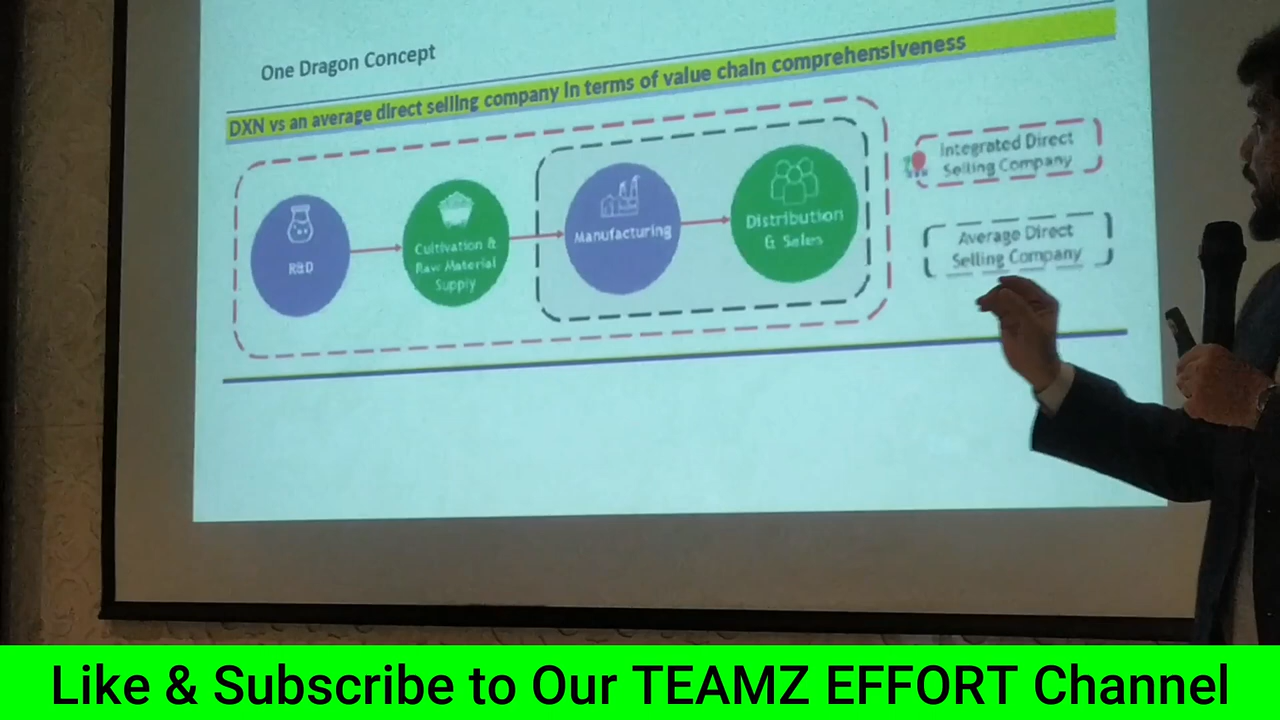 One Dragon Concept
DXN vs an average direct selling company in terms of value chain comprehensiveness
R&D
Cultivation &
Raw Material
Supply
Manufacturing
Distribution
& Sales
Integrated Direct
Selling Company
Average Direct
Selling Company
Like & Subscribe to Our TEAMZ EFFORT Channel